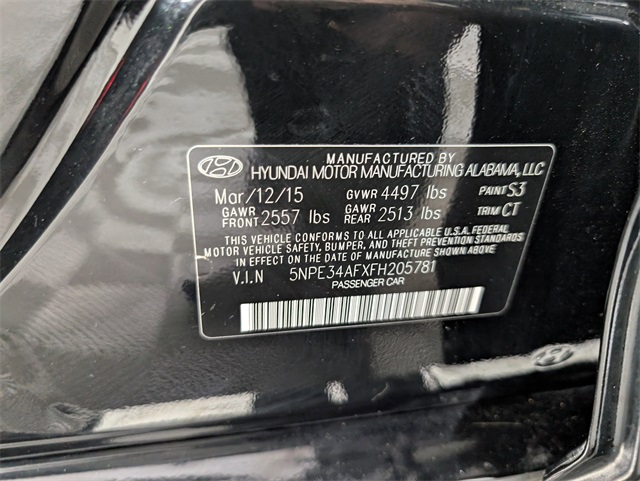 MANUFACTURED BY
HYUNDAI MOTOR MANUFACTURING ALABAMA, LLC
Mar/12/15 GVWR 4497 lbs PAINT S3
GAWR FRONT 2557 lbs GAWR REAR 2513 lbs TRIM CT
THIS VEHICLE CONFORMS TO ALL APPLICABLE U.S.A. FEDERAL
MOTOR VEHICLE SAFETY, BUMPER, AND THEFT PREVENTION STANDARDS
IN EFFECT ON THE DATE OF MANUFACTURE SHOWN ABOVE.
V.I.N 5NPE34AFXFH205781
PASSENGER CAR